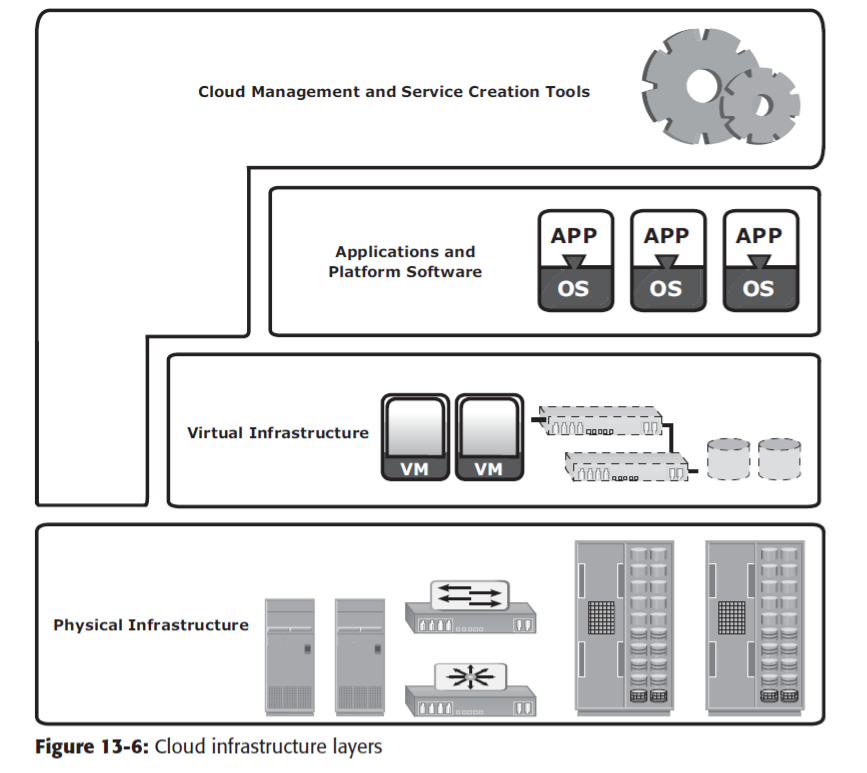 Cloud Management and Service Creation Tools
Applications and
Platform Software
APP APP APP
OS OS OS
Virtual Infrastructure
VM VM
Physical Infrastructure
Figure 13-6: Cloud infrastructure layers